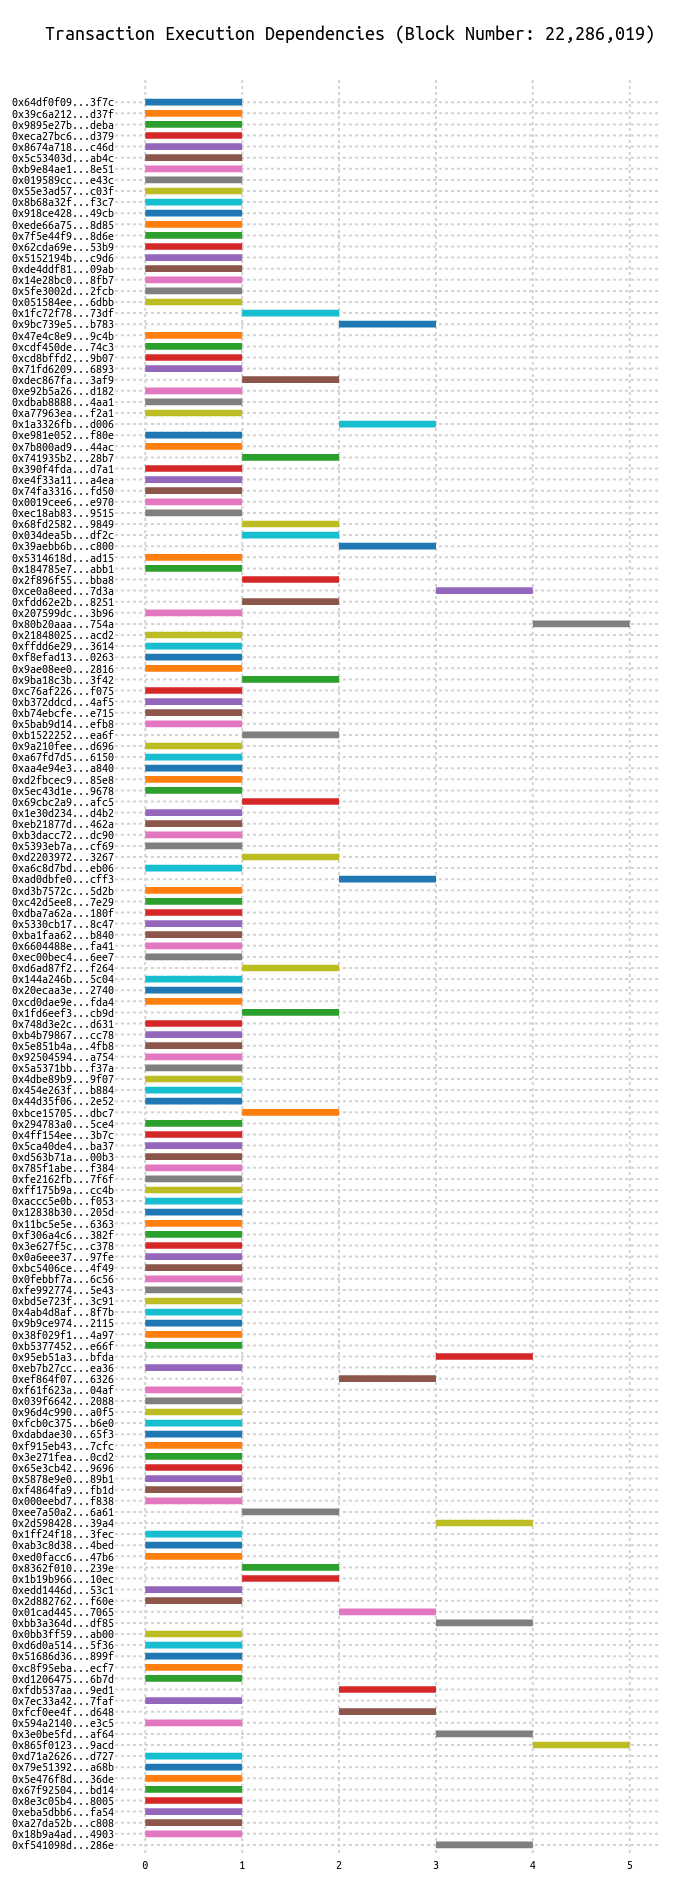 Transaction Execution Dependencies (Block Number: 22,286,019)
0x64df0f09...3f7c
0x39c6a212...d37f
0x9895e27b...deba
0xeca27bc6...d379
0x8674a718...c46d
0x5c53403d...ab4c
0xb9e84ae1...8e51
0x019589cc...e43c
0x55e3ad57...c03f
0x8b68a32f...f3c7
0x918ce428...49cb
0xede66a75...8d85
0x7f5e44f9...8d6e
0x62cda69e...53b9
0x5152194b...c9d6
0xde4ddf81...09ab
0x14e28bc0...8fb7
0x5fe3002d...2fcb
0x051584ee...6dbb
0x1fc72f78...73df
0x9bc739e5...b783
0x47e4c8e9...9c4b
0xcdf450de...74c3
0xcd8bffd2...9b07
0x71fd6209...6893
0xdec867fa...3af9
0xe92b5a26...d182
0xdbab8888...4aa1
0xa77963ea...f2a1
0x1a3326fb...d006
0xe981e052...f80e
0x7b800ad9...44ac
0x741935b2...28b7
0x390f4fda...d7a1
0xe4f33a11...a4ea
0x74fa3316...fd50
0x0019cee6...e970
0xec18ab83...9515
0x68fd2582...9849
0x034dea5b...df2c
0x39aebb6b...c800
0x5314618d...ad15
0x184785e7...abb1
0x2f896f55...bba8
0xce0a8eed...7d3a
0xfdd62e2b...8251
0x207599dc...3b96
0x80b20aaa...754a
0x21848025...acd2
0xffdd6e29...3614
0xf8efad13...0263
0x9ae08ee0...2816
0x9ba18c3b...3f42
0xc76af226...f075
0xb372ddcd...4af5
0xb74ebcfe...e715
0x5bab9d14...efb8
0xb1522252...ea6f
0x9a210fee...d696
0xa67fd7d5...6150
0xaa4e94e3...a840
0xd2fbcec9...85e8
0x5ec43d1e...9678
0x69cbc2a9...afc5
0x1e30d234...d4b2
0xeb21877d...462a
0xb3dacc72...dc90
0x5393eb7a...cf69
0xd2203972...3267
0xa6c8d7bd...eb06
0xad0dbfe0...cff3
0xd3b7572c...5d2b
0xc42d5ee8...7e29
0xdba7a62a...180f
0x5330cb17...8c47
0xba1faa62...b840
0x6604488e...fa41
0xec00bec4...6ee7
0xd6ad87f2...f264
0x144a246b...5c04
0x20ecaa3e...2740
0xcd0dae9e...fda4
0x1fd6eef3...cb9d
0x748d3e2c...d631
0xb4b79867...cc78
0x5e851b4a...4fb8
0x92504594...a754
0x5a5371bb...f37a
0x4dbe89b9...9f07
0x454e263f...b884
0x44d35f06...2e52
0xbce15705...dbc7
0x294783a0...5ce4
0x4ff154ee...3b7c
0x5ca40de4...ba37
0xd563b71a...00b3
0x785f1abe...f384
0xfe2162fb...7f6f
0xff175b9a...cc4b
0xaccc5e0b...f053
0x12838b30...205d
0x11bc5e5e...6363
0xf306a4c6...382f
0x3e627f5c...c378
0x0a6eee37...97fe
0xbc5406ce...4f49
0x0febbf7a...6c56
0xfe992774...5e43
0xbd5e723f...3c91
0x4ab4d8af...8f7b
0x9b9ce974...2115
0x38f029f1...4a97
0xb5377452...e66f
0x95eb51a3...bfda
0xeb7b27cc...ea36
0xef864f07...6326
0xf61f623a...04af
0x039f6642...2088
0x96d4c990...a0f5
0xfcb0c375...b6e0
0xdabdae30...65f3
0xf915eb43...7cfc
0x3e271fea...0cd2
0x65e3cb42...9696
0x5878e9e0...89b1
0xf4864fa9...fb1d
0x000eebd7...f838
0xee7a50a2...6a61
0x2d598428...39a4
0x1ff24f18...3fec
0xab3c8d38...4bed
0xed0facc6...47b6
0x8362f010...239e
0x1b19b966...10ec
0xedd1446d...53c1
0x2d882762...f60e
0x01cad445...7065
0xbb3a364d...df85
0x0bb3ff59...ab00
0xd6d0a514...5f36
0x51686d36...899f
0xc8f95eba...ecf7
0xd1206475...6b7d
0xfdb537aa...9ed1
0x7ec33a42...7faf
0xfcf0ee4f...d648
0x594a2140...e3c5
0x3e0be5fd...af64
0x865f0123...9acd
0xd71a2626...d727
0x79e51392...a68b
0x5e476f8d...36de
0x67f92504...bd14
0x8e3c05b4...8005
0xeba5dbb6...fa54
0xa27da52b...c808
0x18b9a4ad...4903
0xf541098d...286e
0 1 2 3 4 5